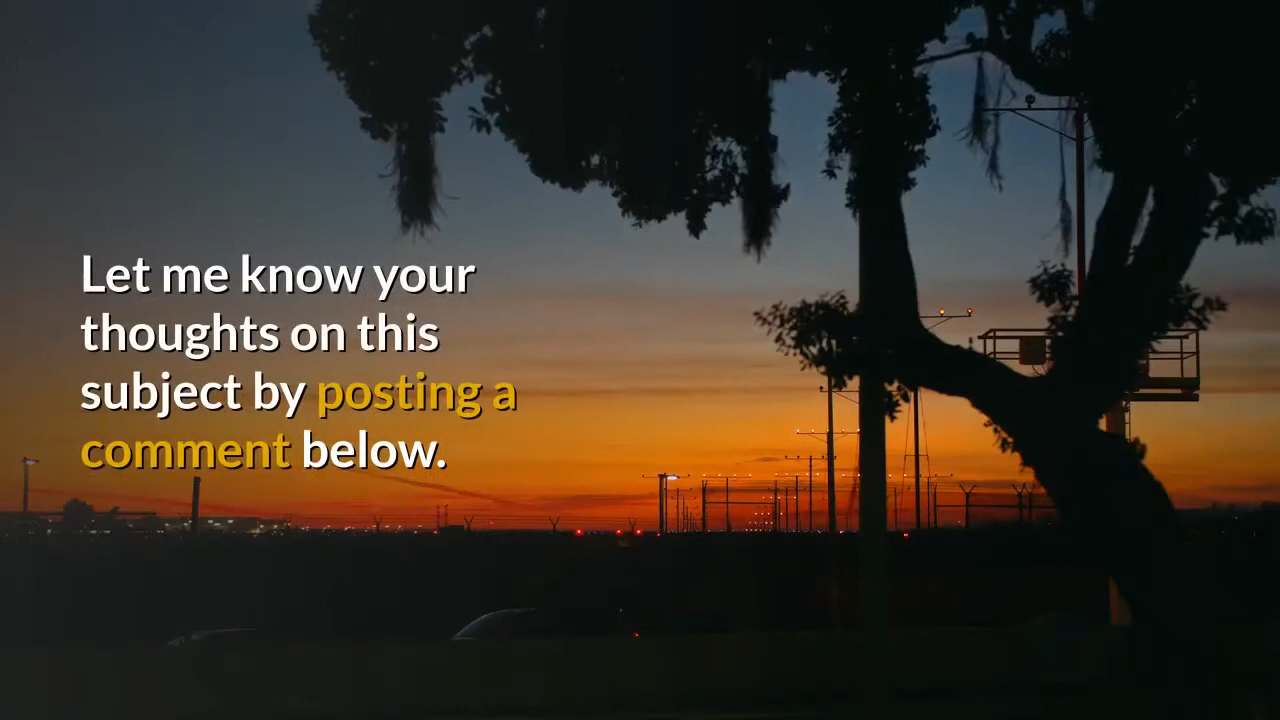 Let me know your
thoughts on this
subject by posting a
comment below.